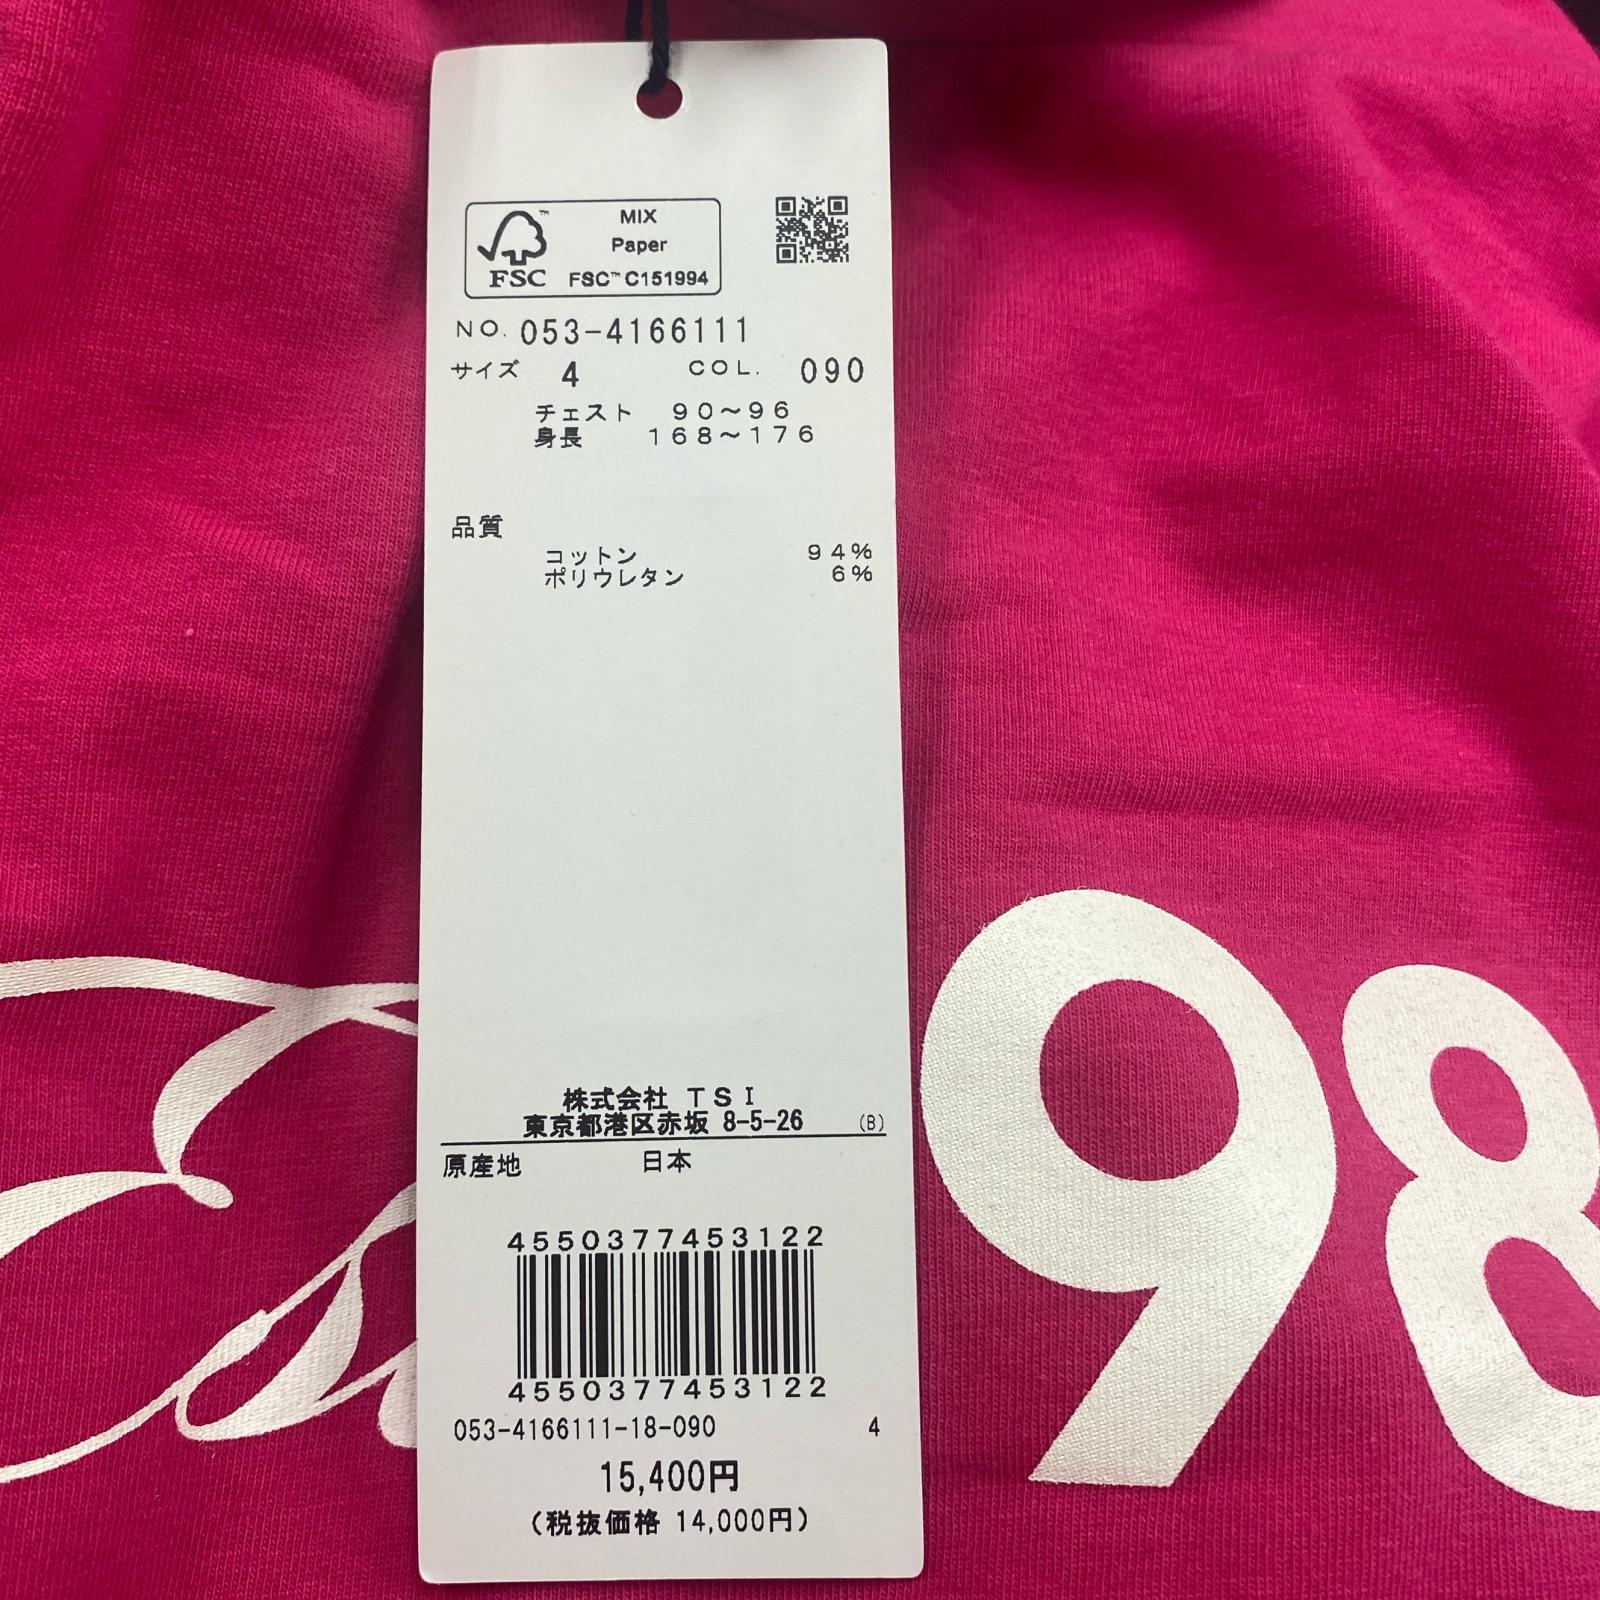 MIX
Paper
FSC™ C151994
FSC
NO. 053-4166111
サイズ 4 COL. 090
チェスト 90~96
身長 168~176
品質
コットン 94%
ポリウレタン 6%
株式会社 TSI
東京都港区赤坂 8-5-26 (B)
原産地 日本
4550377453122
4550377453122
053-4166111-18-090 4
15,400円
(税抜価格 14,000円)
98